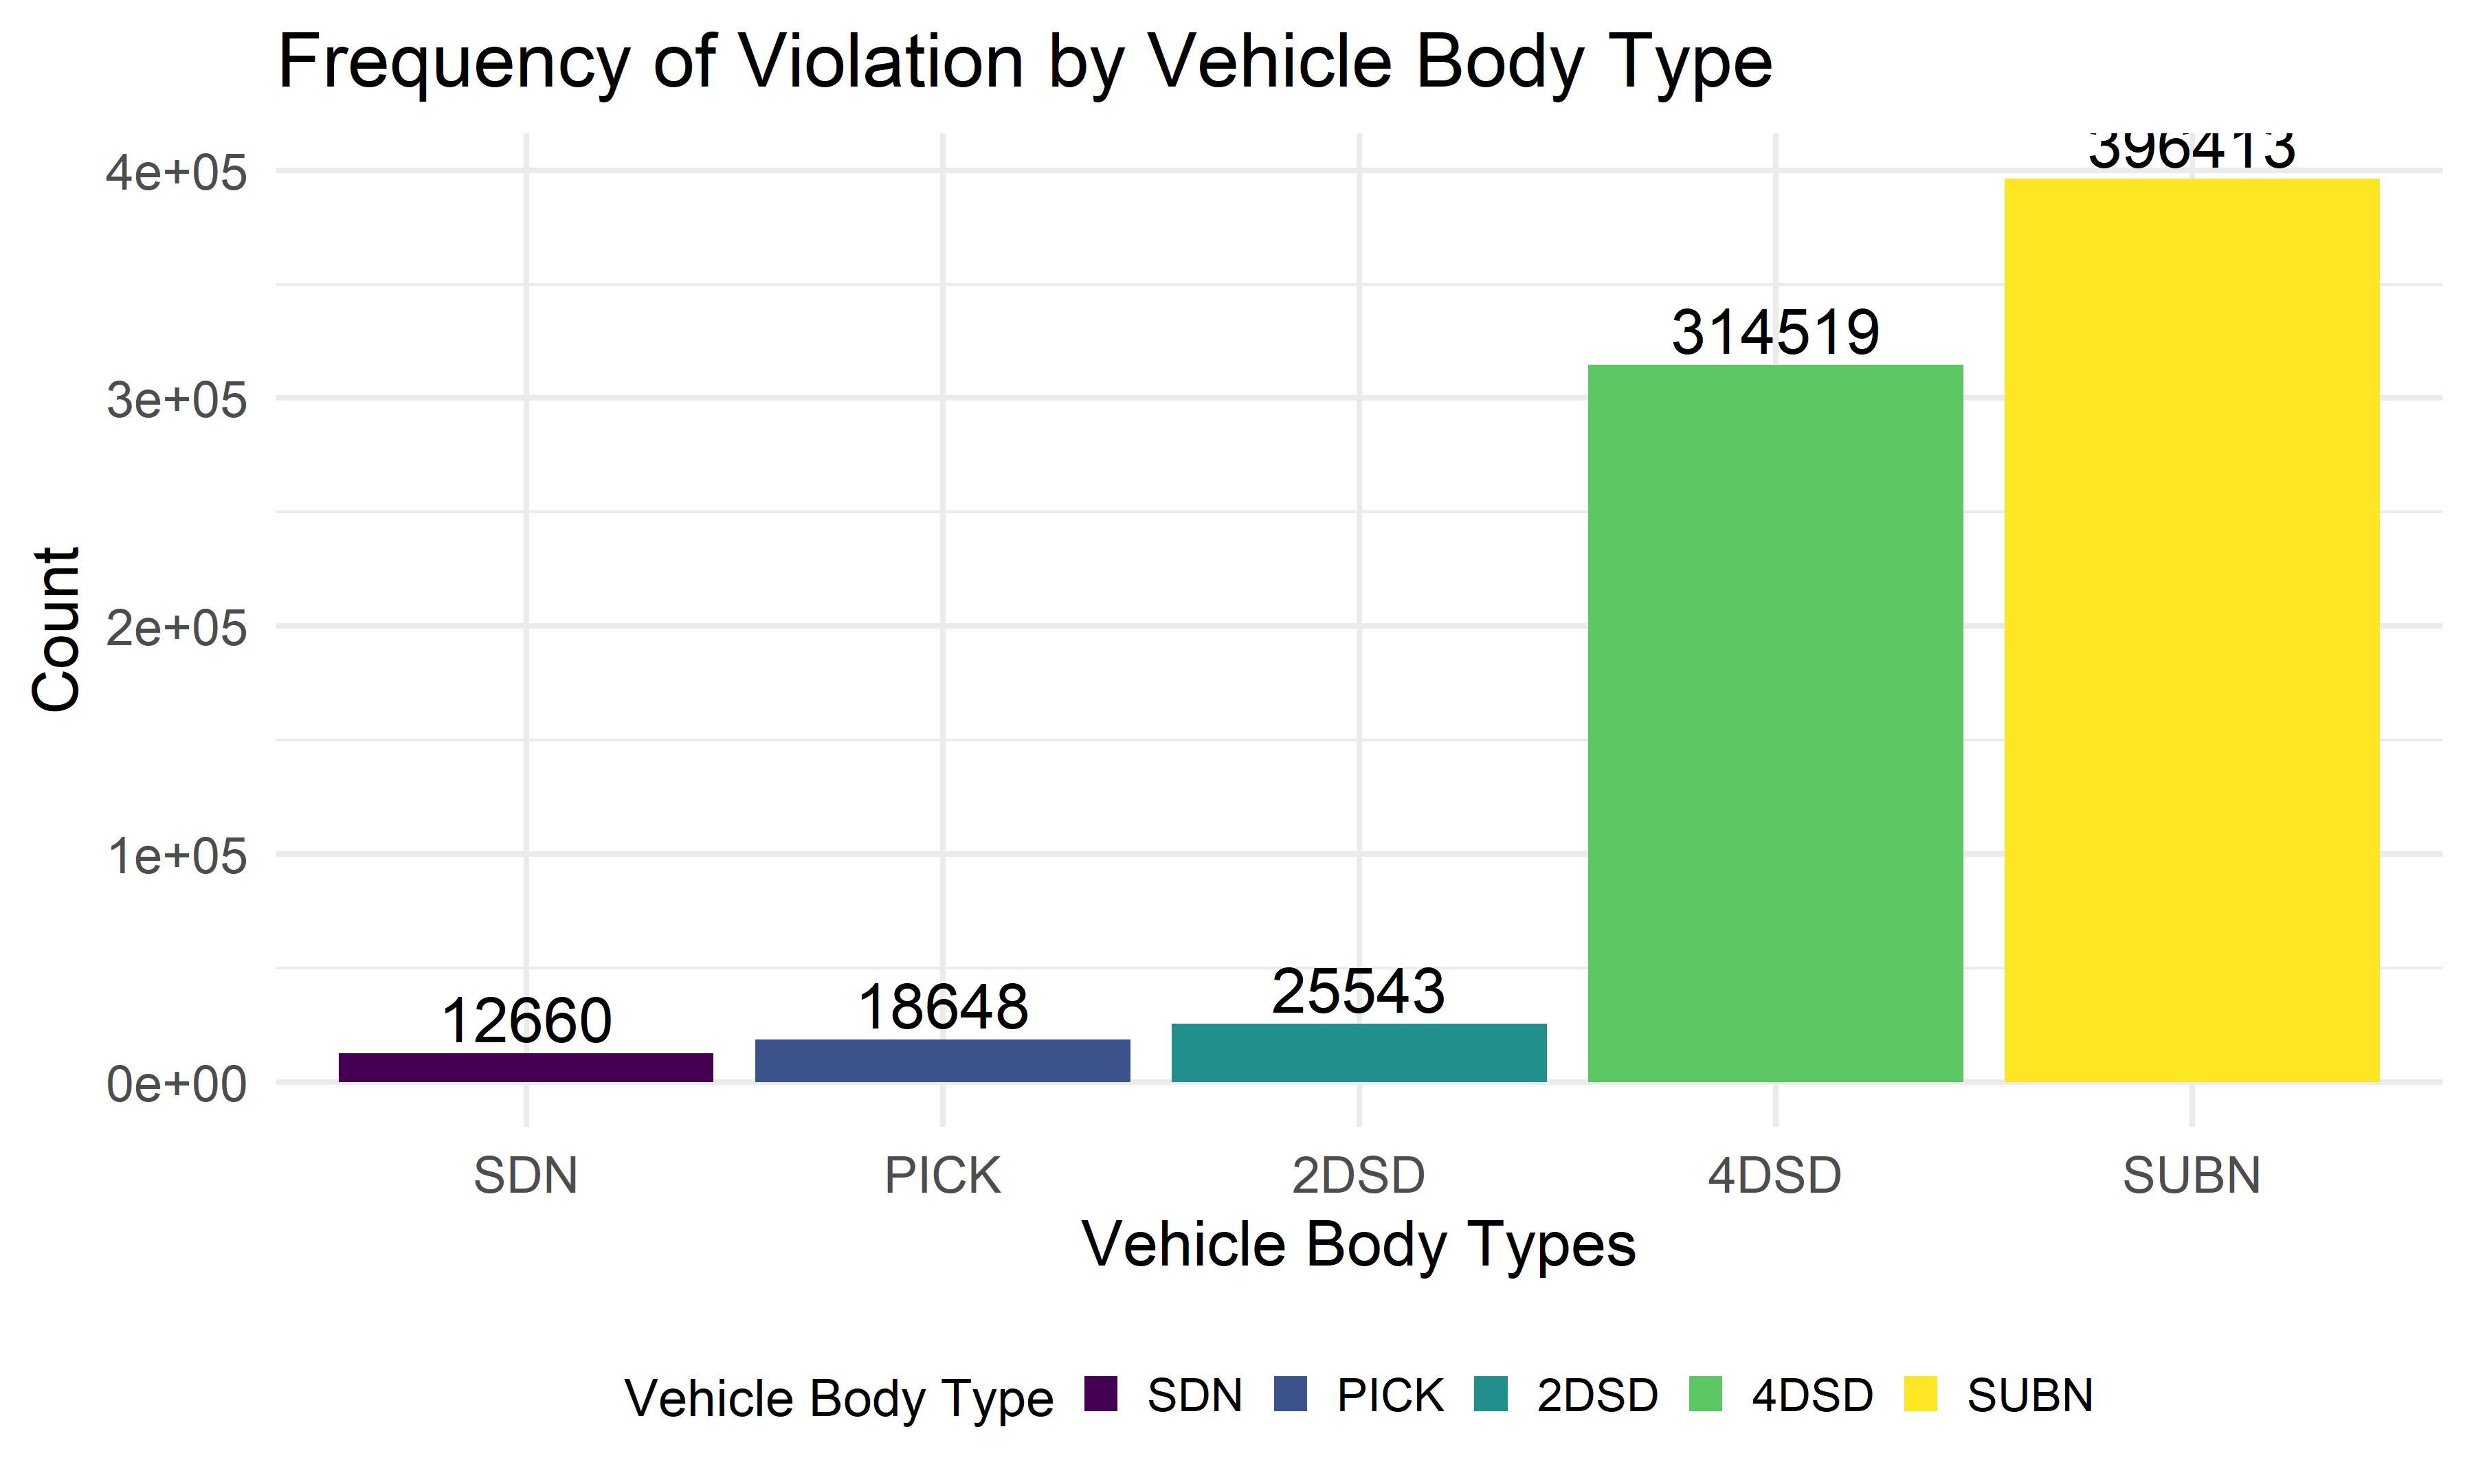 Frequency of Violation by Vehicle Body Type
396413
4e+05
314519
3e+05
Count
2e+05
1e+05
25543
18648
12660
0e+00
SDN PICK 2DSD 4DSD SUBN
Vehicle Body Types
Vehicle Body Type SDN PICK 2DSD 4DSD SUBN